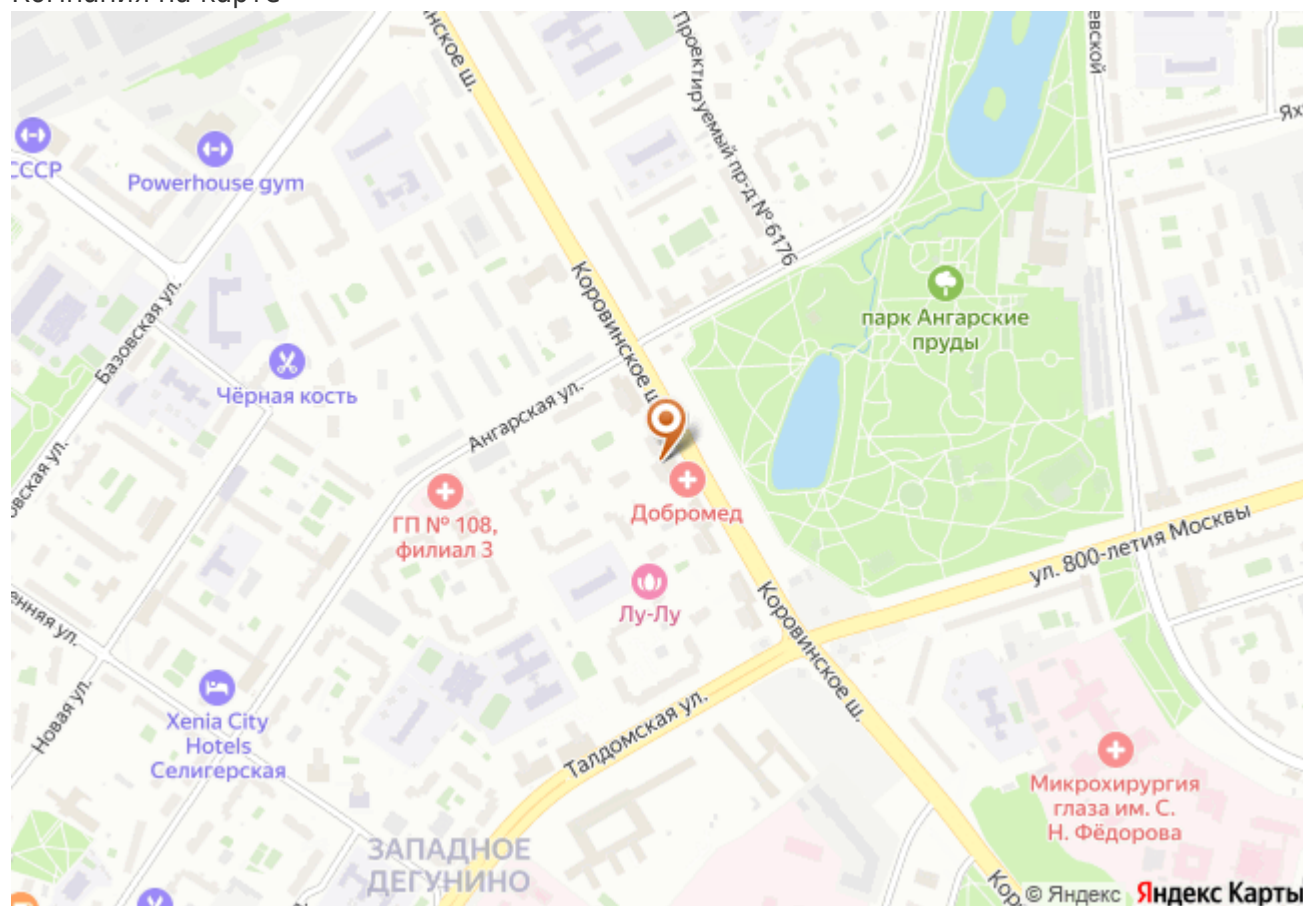 Коровинское ш.
Проектируемый пр-д № 6176
СССР
Powerhouse gym
Базовская ул.
Коровинское ш.
парк Ангарские
пруды
Чёрная кость
Ангарская ул.
ГП № 108,
филиал 3
Добромед
ул. 800-летия Москвы
Лу-Лу
Коровинское ш.
Новая ул.
Xenia City
Hotels
Селигерская
Талдомская ул.
Микрохирургия
глаза им. С.
Н. Фёдорова
ЗАПАДНОЕ
ДЕГУНИНО
© Яндекс Яндекс Карты